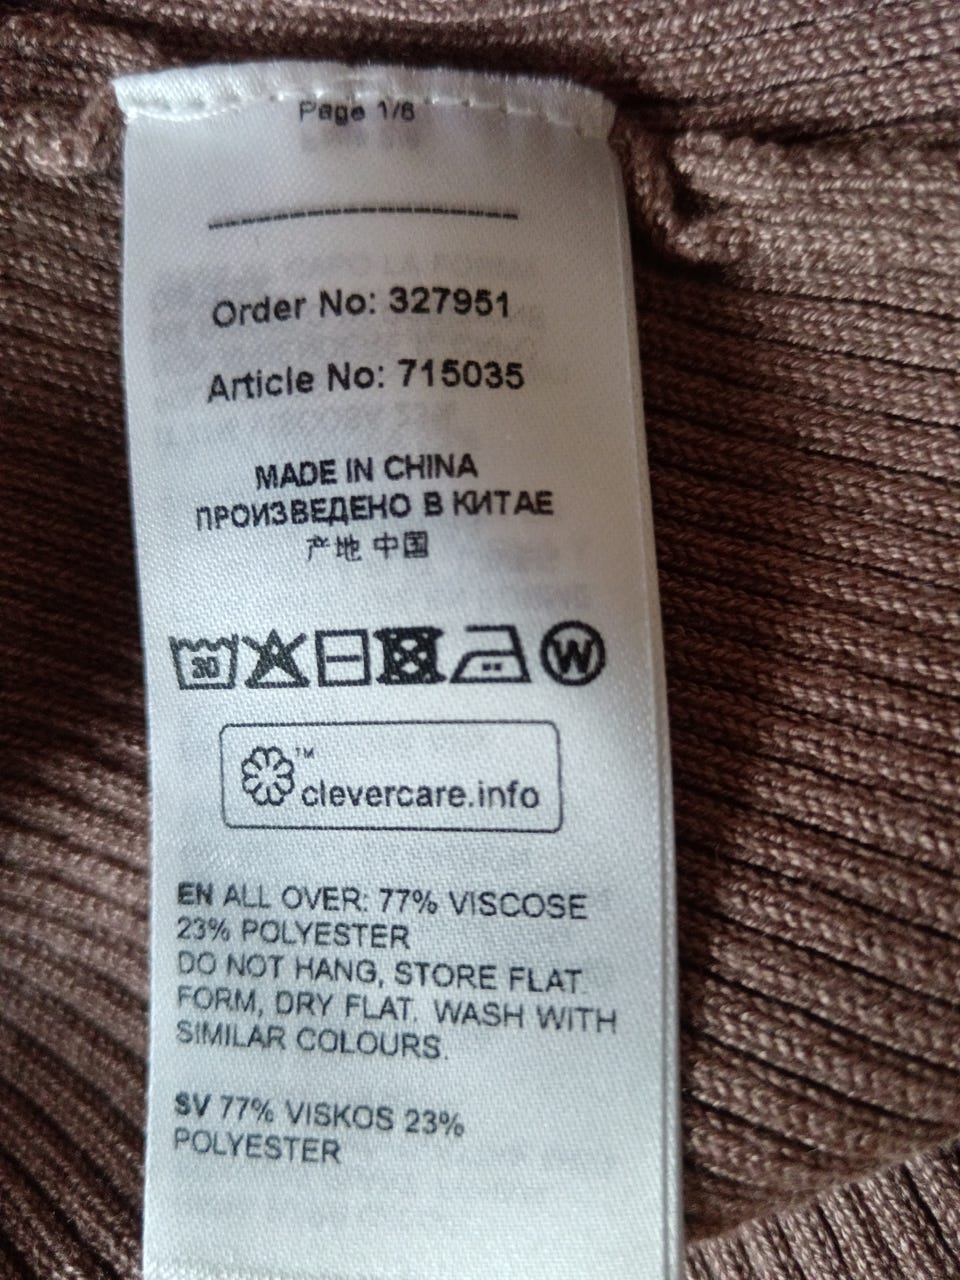 Page 1/6
Order No: 327951
Article No: 715035
MADE IN CHINA
ПРОИЗВЕДЕНО В КИТАЕ
产地 中国
30 W
™
clevercare.info
EN ALL OVER: 77% VISCOSE
23% POLYESTER
DO NOT HANG, STORE FLAT
FORM, DRY FLAT. WASH WITH
SIMILAR COLOURS.
SV 77% VISKOS 23%
POLYESTER